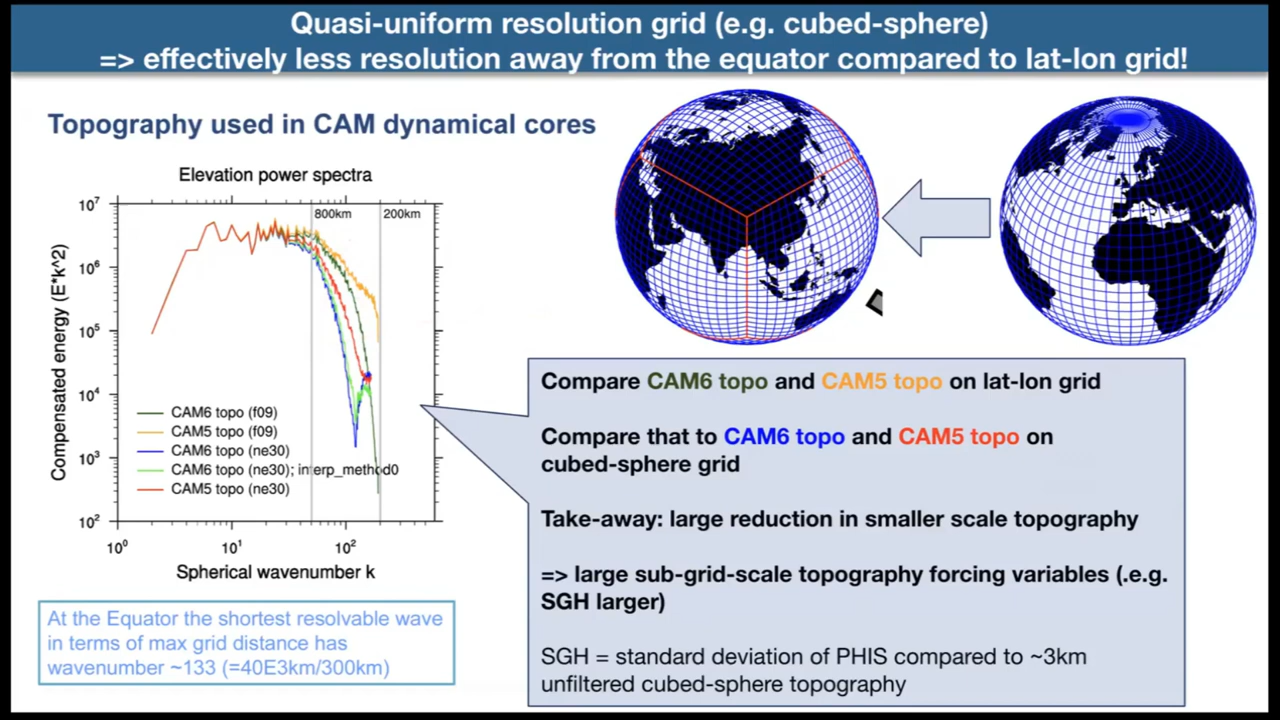 Quasi-uniform resolution grid (e.g. cubed-sphere)
=> effectively less resolution away from the equator compared to lat-lon grid!
Topography used in CAM dynamical cores
Elevation power spectra
800km
200km
10^7
10^6
10^5
10^4
10^3
10^2
Compensated energy (E*k^2)
CAM6 topo (f09)
CAM5 topo (f09)
CAM6 topo (ne30)
CAM6 topo (ne30); interp_method0
CAM5 topo (ne30)
10^0
10^1
10^2
Spherical wavenumber k
At the Equator the shortest resolvable wave
in terms of max grid distance has
wavenumber ~133 (=40E3km/300km)
Compare CAM6 topo and CAM5 topo on lat-lon grid
Compare that to CAM6 topo and CAM5 topo on
cubed-sphere grid
Take-away: large reduction in smaller scale topography
=> large sub-grid-scale topography forcing variables (.e.g.
SGH larger)
SGH = standard deviation of PHIS compared to ~3km
unfiltered cubed-sphere topography